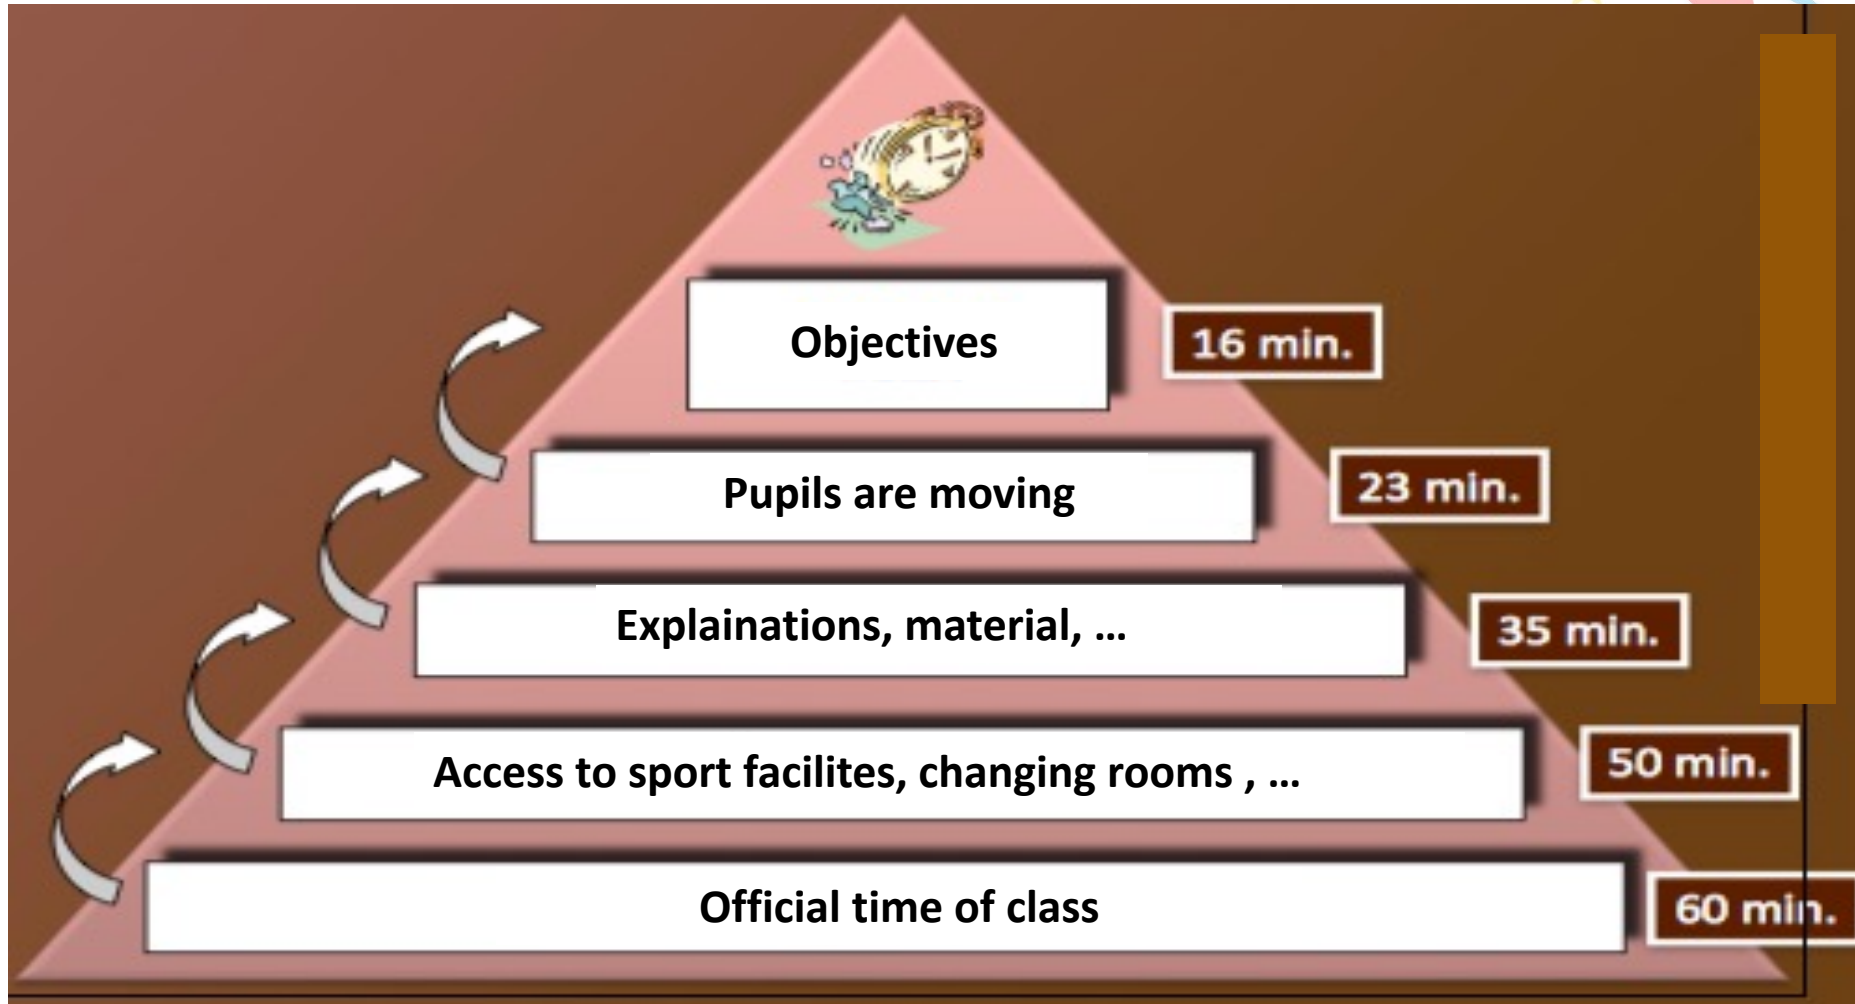 Objectives
16 min.
Pupils are moving
23 min.
Explainations, material, ...
35 min.
Access to sport facilites, changing rooms , ...
50 min.
Official time of class
60 min.